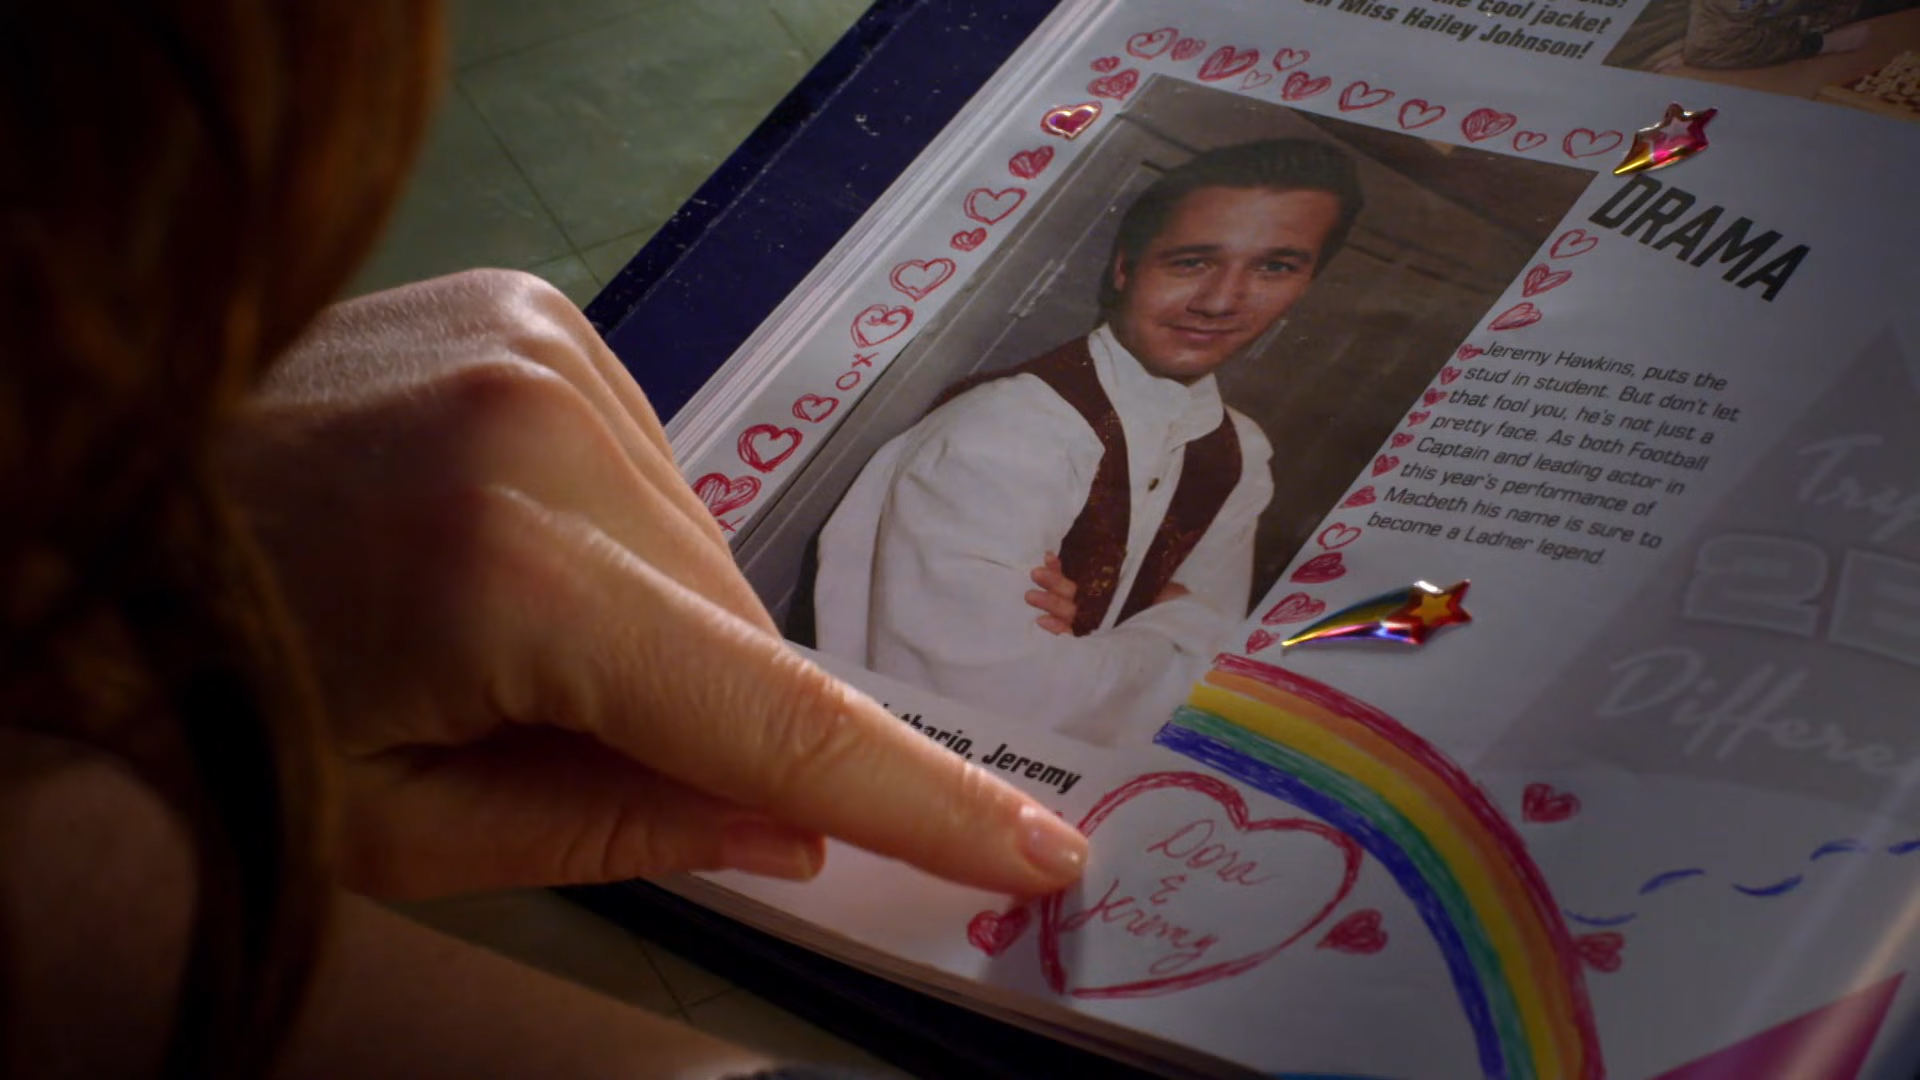 cool jacket
Miss Hailey Johnson!
DRAMA
Jeremy Hawkins, puts the
stud in student. But don't let
that fool you, he's not just a
pretty face. As both Football
Captain and leading actor in
this year's performance of
Macbeth his name is sure to
become a Ladner legend.
Jeremy
Dora
&
Jeremy